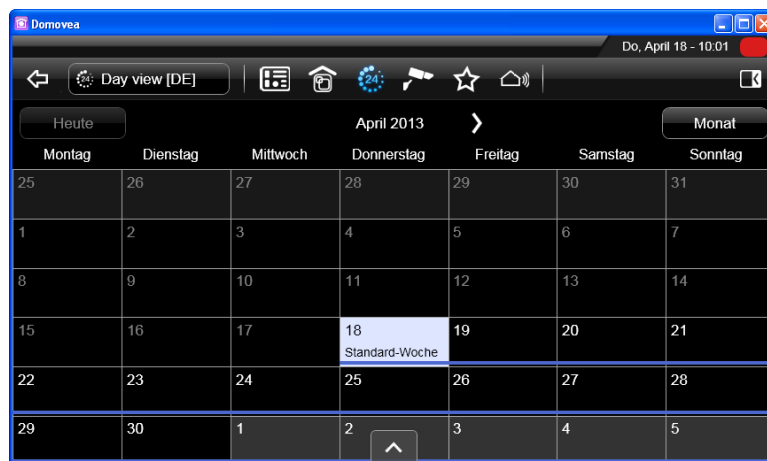 Domovea
Do, April 18 - 10:01
24 Day view [DE] 24
Heute April 2013 Monat
Montag Dienstag Mittwoch Donnerstag Freitag Samstag Sonntag
25 26 27 28 29 30 31
1 2 3 4 5 6 7
8 9 10 11 12 13 14
15 16 17 18 19 20 21
Standard-Woche
22 23 24 25 26 27 28
29 30 1 2 3 4 5